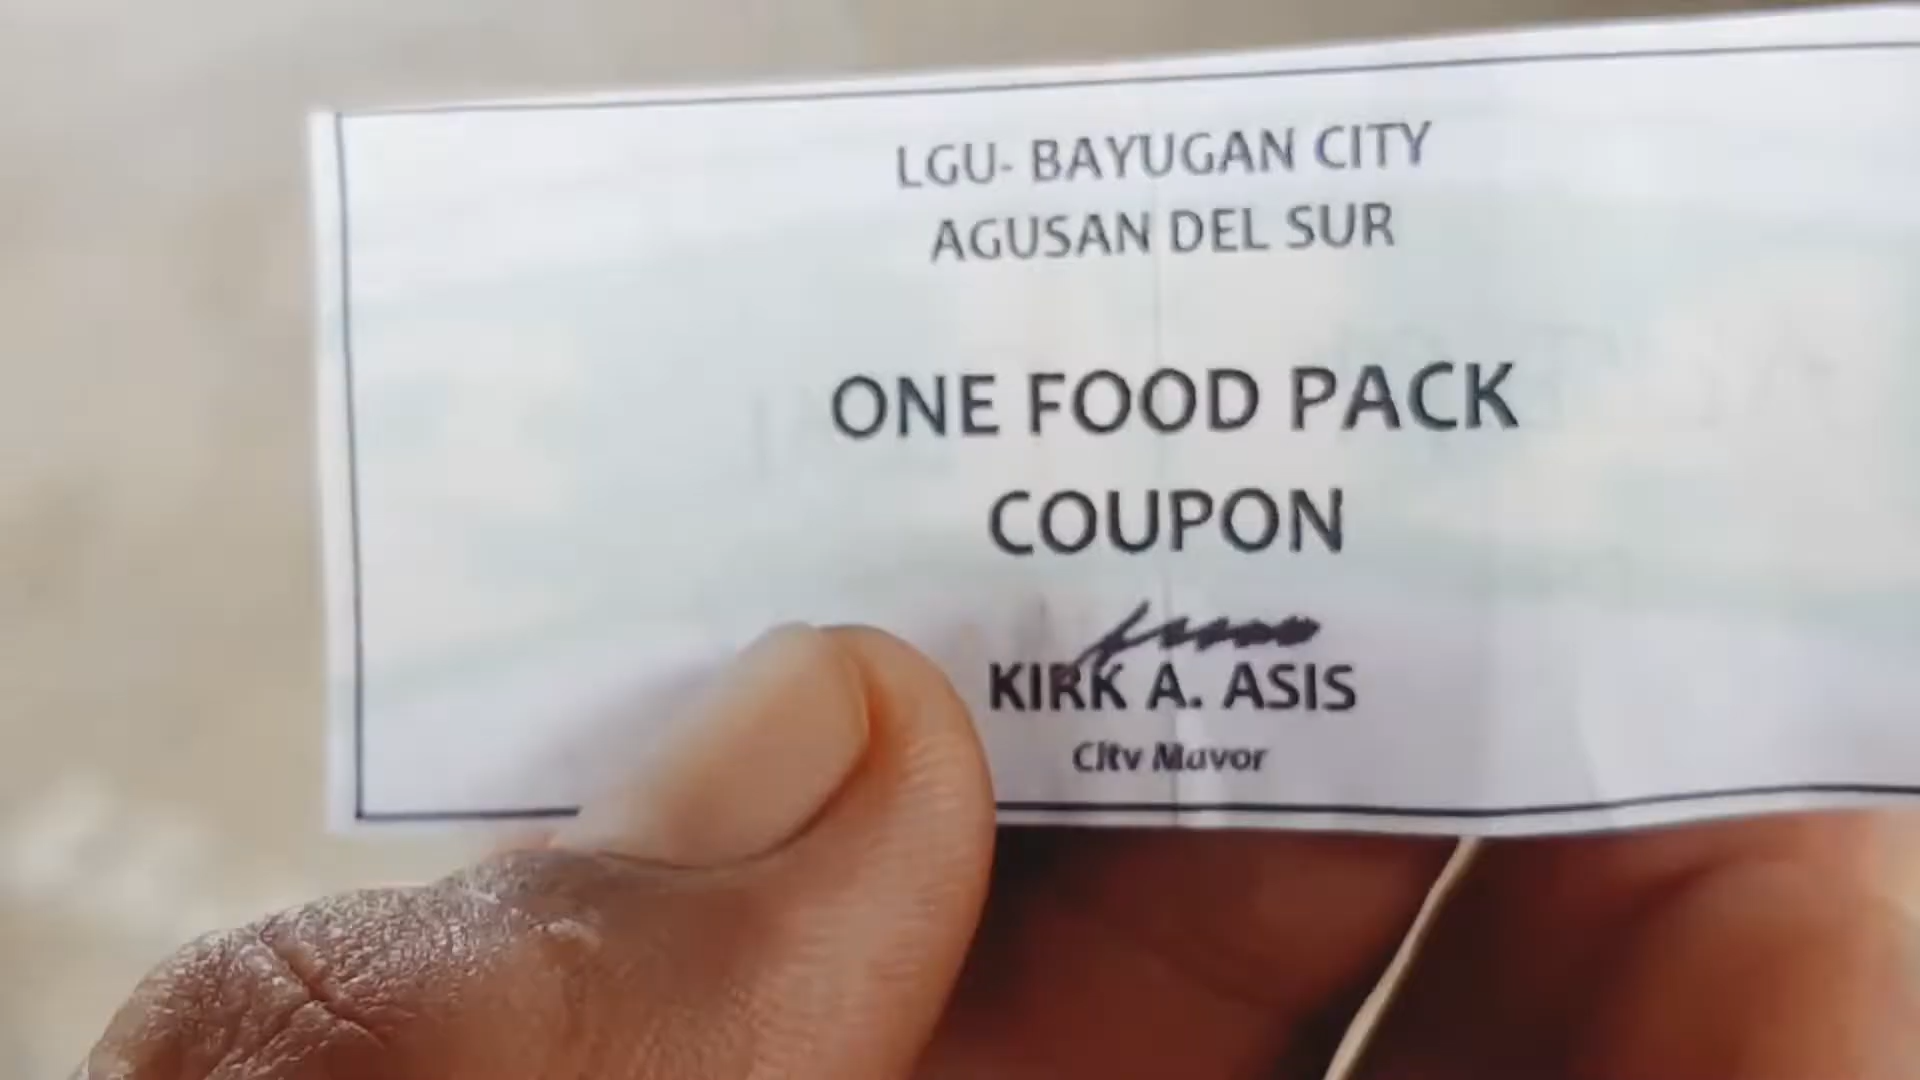 LGU- BAYUGAN CITY
AGUSAN DEL SUR
ONE FOOD PACK
COUPON
KIRK A. ASIS
City Mayor